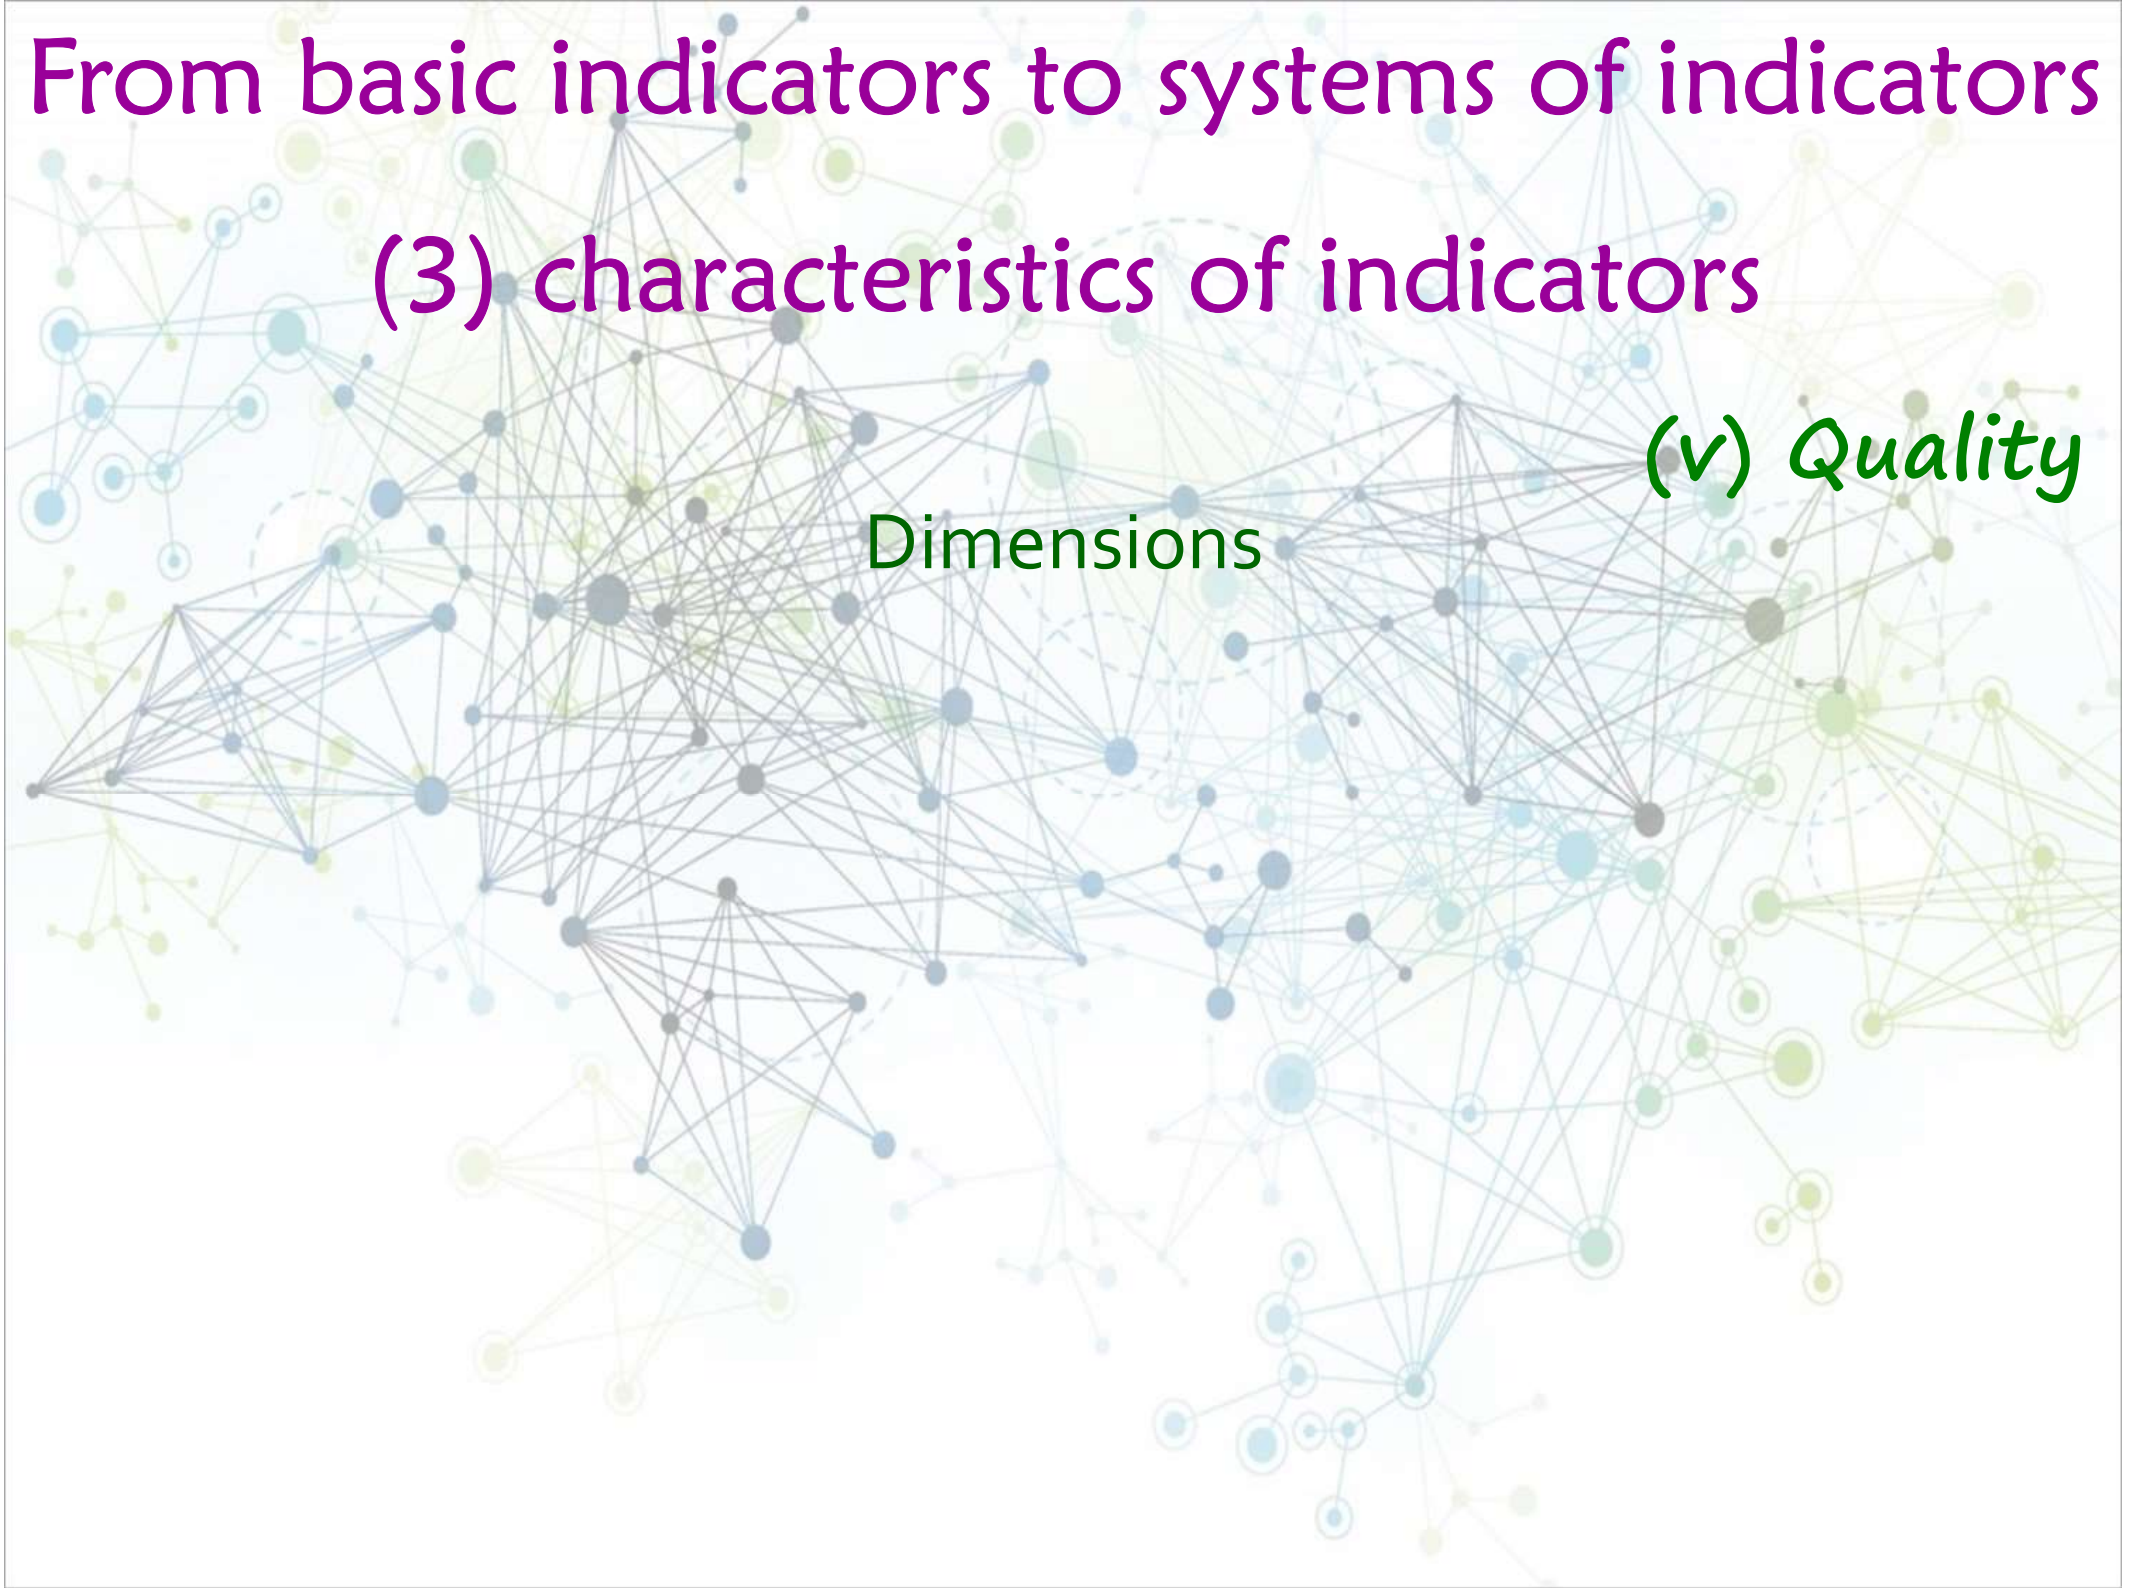 From basic indicators to systems of indicators
(3) characteristics of indicators
(v) Quality
Dimensions